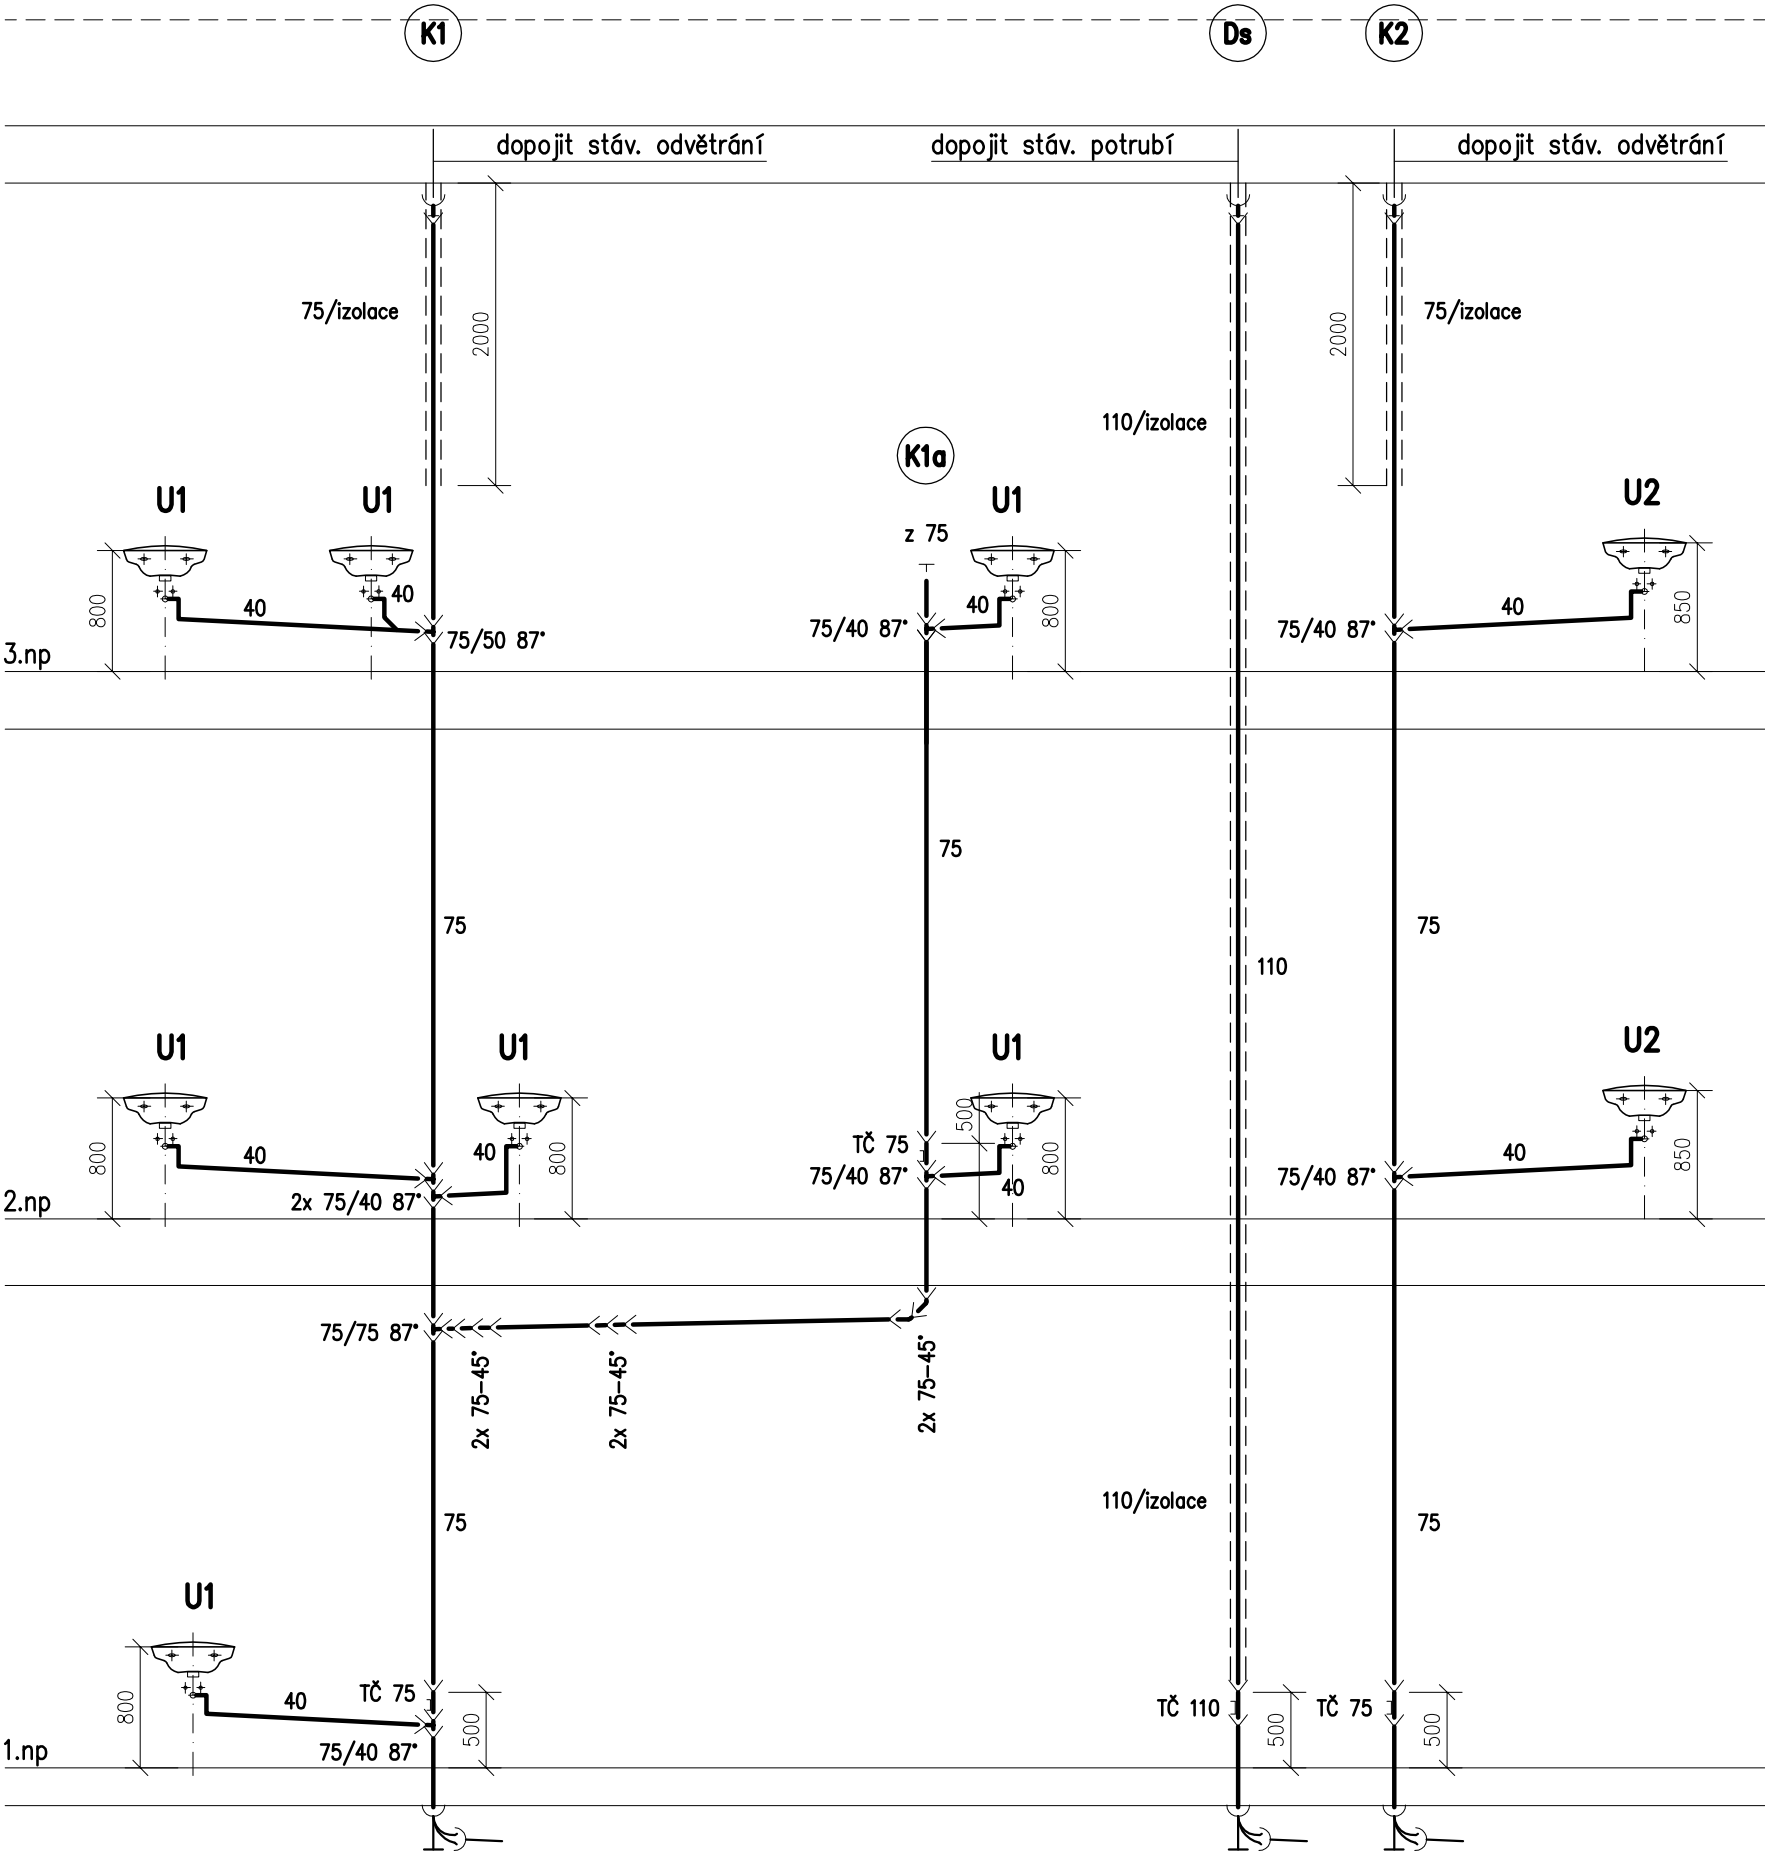 K1
Ds
K2
dopojit stáv. odvětrání
dopojit stáv. potrubí
dopojit stáv. odvětrání
75/izolace
2000
2000
75/izolace
110/izolace
K1a
U1
U1
U1
U2
z 75
800
40
40
40
800
40
850
75/50 87°
75/40 87°
75/40 87°
3.np
75
75
75
110
U1
U1
U1
U2
800
40
40
800
500
TČ 75
40
800
40
850
2x 75/40 87°
75/40 87°
75/40 87°
2.np
75/75 87°
2x 75-45°
2x 75-45°
2x 75-45°
110/izolace
75
75
U1
800
40
TČ 75
500
TČ 110
500
TČ 75
500
75/40 87°
1.np